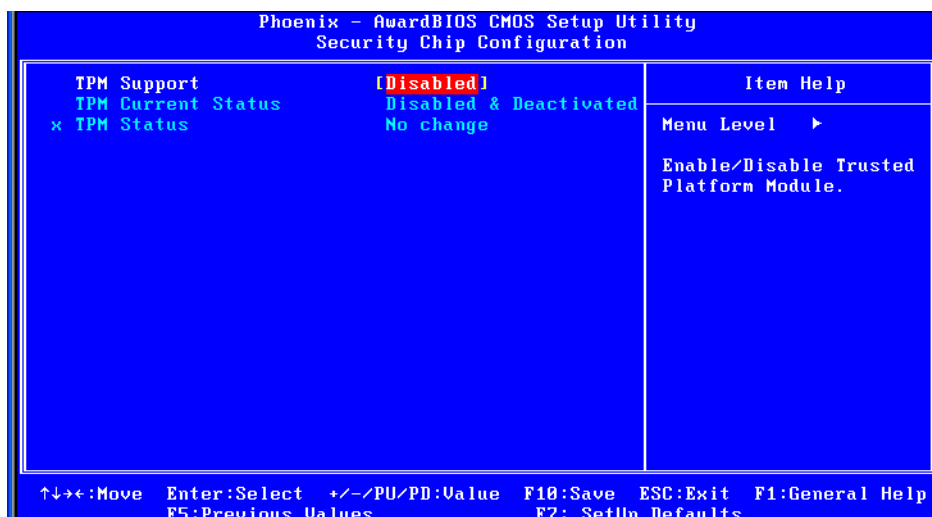 Phoenix - AwardBIOS CMOS Setup Utility
Security Chip Configuration
TPM Support [Disabled]
TPM Current Status Disabled & Deactivated
x TPM Status No change
Item Help
Menu Level ►
Enable/Disable Trusted
Platform Module.
↑↓→←:Move Enter:Select +/-/PU/PD:Value F10:Save ESC:Exit F1:General Help
F5:Previous Values F7: SetUp Defaults